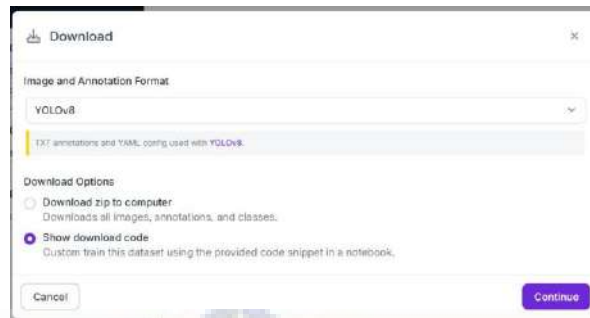 Download
Image and Annotation Format
YOLOv8
TXT annotations and YAML config used with YOLOv8.
Download Options
Download zip to computer
Downloads all images, annotations, and classes.
Show download code
Custom train this dataset using the provided code snippet in a notebook.
Cancel
Continue